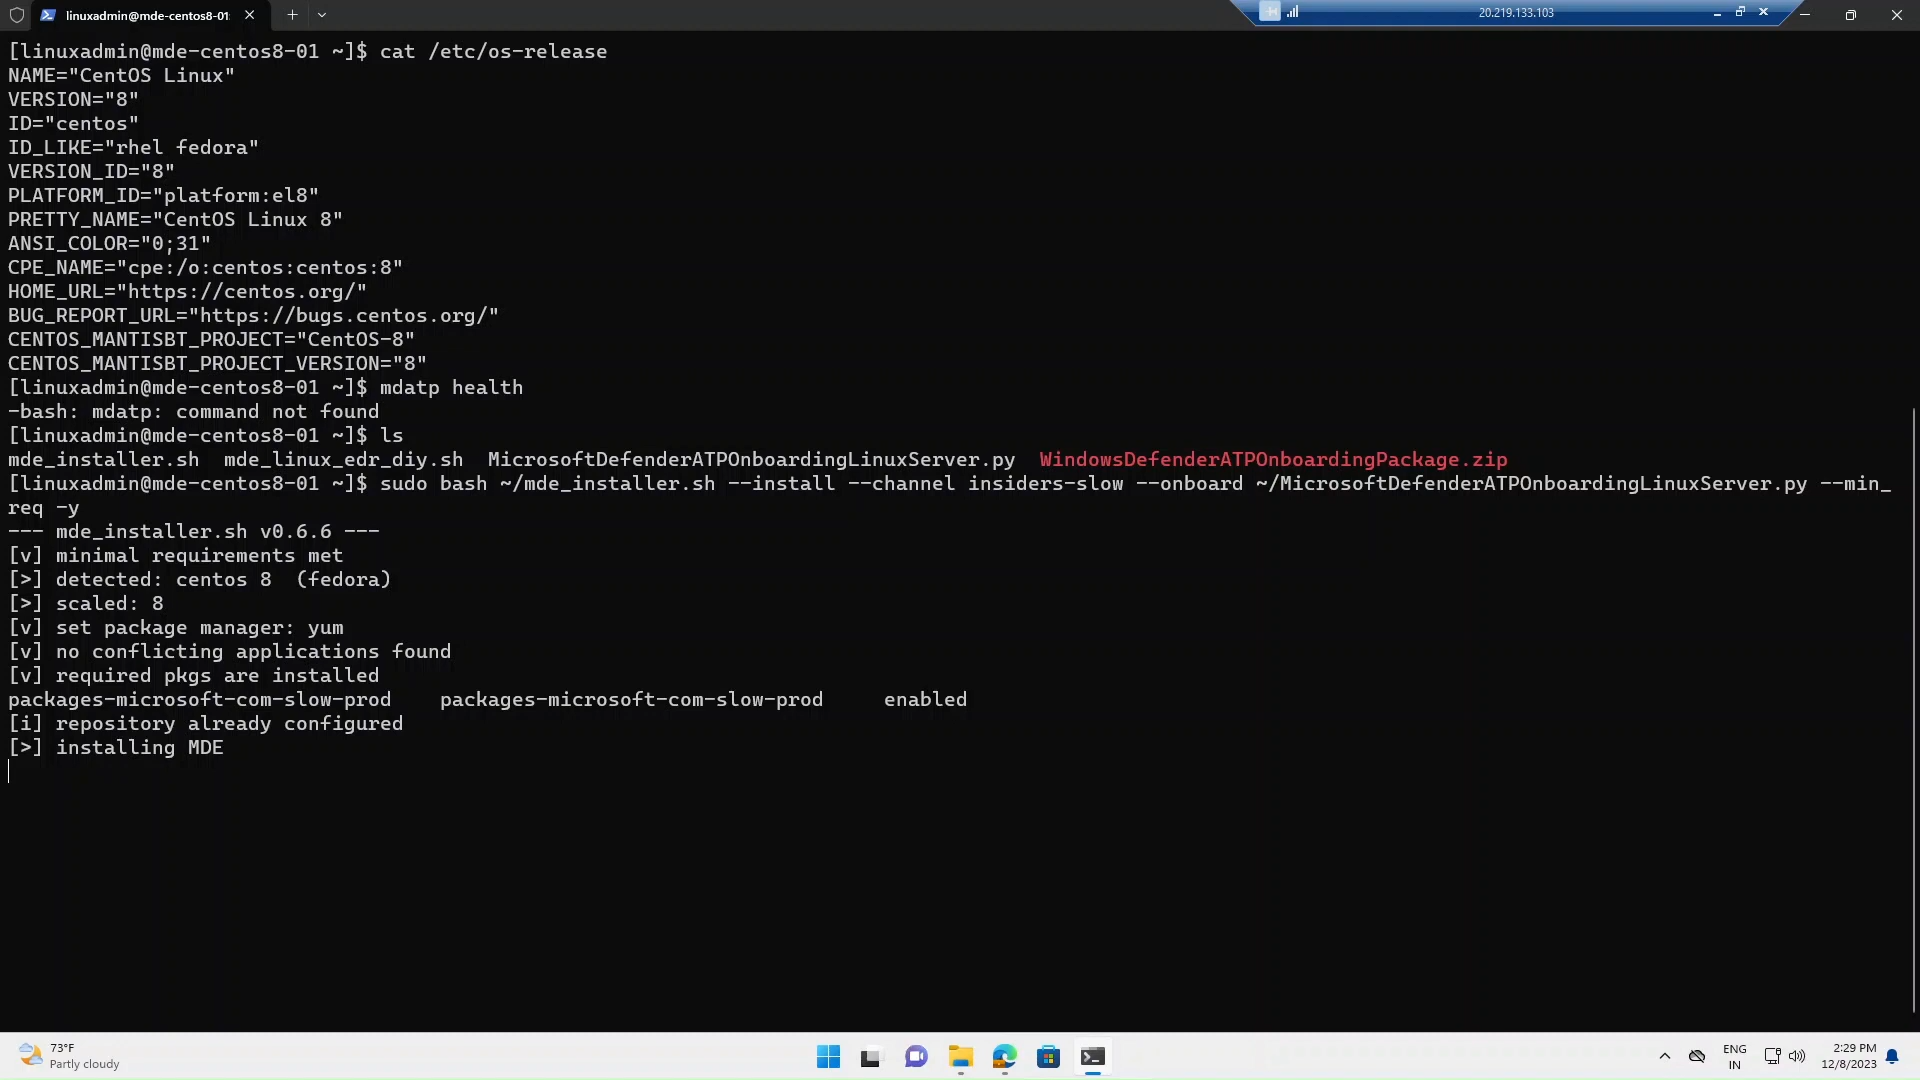 linuxadmin@mde-centos8-01:
20.219.133.103
[linuxadmin@mde-centos8-01 ~]$ cat /etc/os-release
NAME="CentOS Linux"
VERSION="8"
ID="centos"
ID_LIKE="rhel fedora"
VERSION_ID="8"
PLATFORM_ID="platform:el8"
PRETTY_NAME="CentOS Linux 8"
ANSI_COLOR="0;31"
CPE_NAME="cpe:/o:centos:centos:8"
HOME_URL="https://centos.org/"
BUG_REPORT_URL="https://bugs.centos.org/"
CENTOS_MANTISBT_PROJECT="CentOS-8"
CENTOS_MANTISBT_PROJECT_VERSION="8"
[linuxadmin@mde-centos8-01 ~]$ mdatp health
-bash: mdatp: command not found
[linuxadmin@mde-centos8-01 ~]$ ls
mde_installer.sh  mde_linux_edr_diy.sh  MicrosoftDefenderATPOnboardingLinuxServer.py  WindowsDefenderATPOnboardingPackage.zip
[linuxadmin@mde-centos8-01 ~]$ sudo bash ~/mde_installer.sh --install --channel insiders-slow --onboard ~/MicrosoftDefenderATPOnboardingLinuxServer.py --min_
req -y
--- mde_installer.sh v0.6.6 ---
[v] minimal requirements met
[>] detected: centos 8  (fedora)
[>] scaled: 8
[v] set package manager: yum
[v] no conflicting applications found
[v] required pkgs are installed
packages-microsoft-com-slow-prod    packages-microsoft-com-slow-prod     enabled
[i] repository already configured
[>] installing MDE
73°F
Partly cloudy
ENG
IN
2:29 PM
12/8/2023